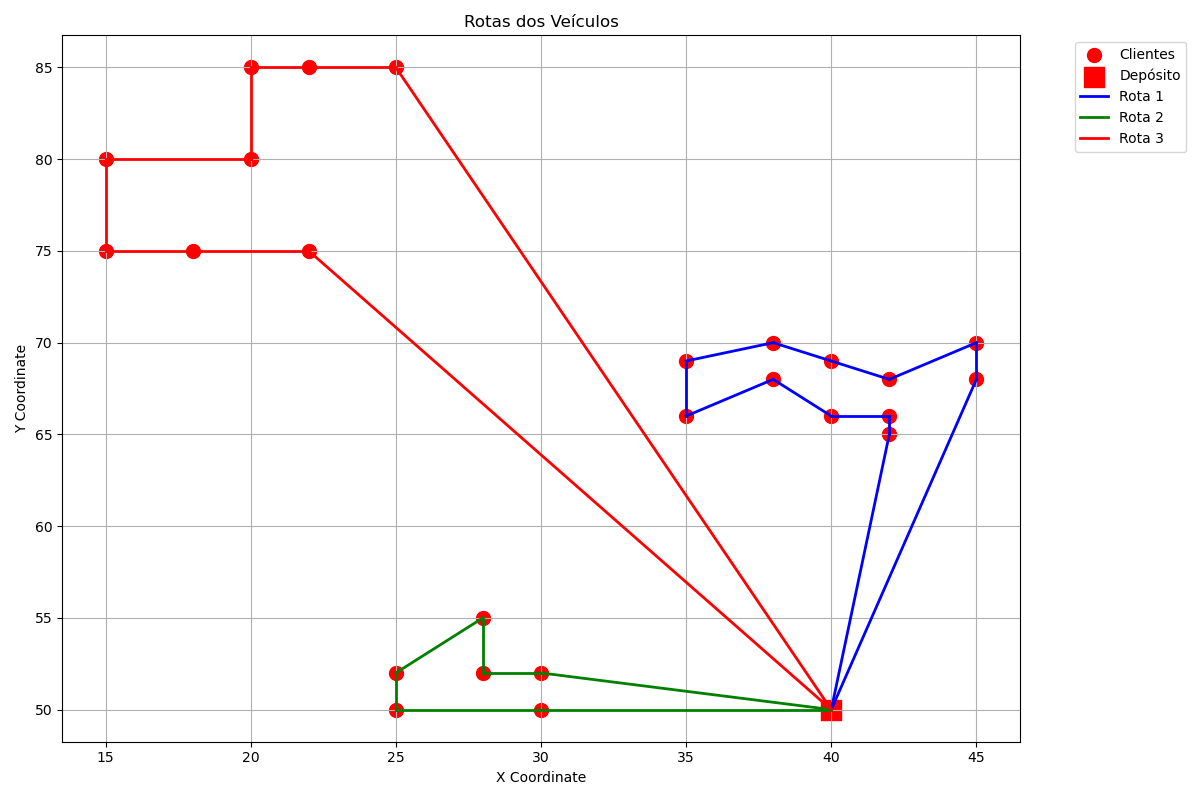 Rotas dos Veículos
Clientes
Depósito
Rota 1
Rota 2
Rota 3
Y Coordinate
85
80
75
70
65
60
55
50
15 20 25 30 35 40 45
X Coordinate